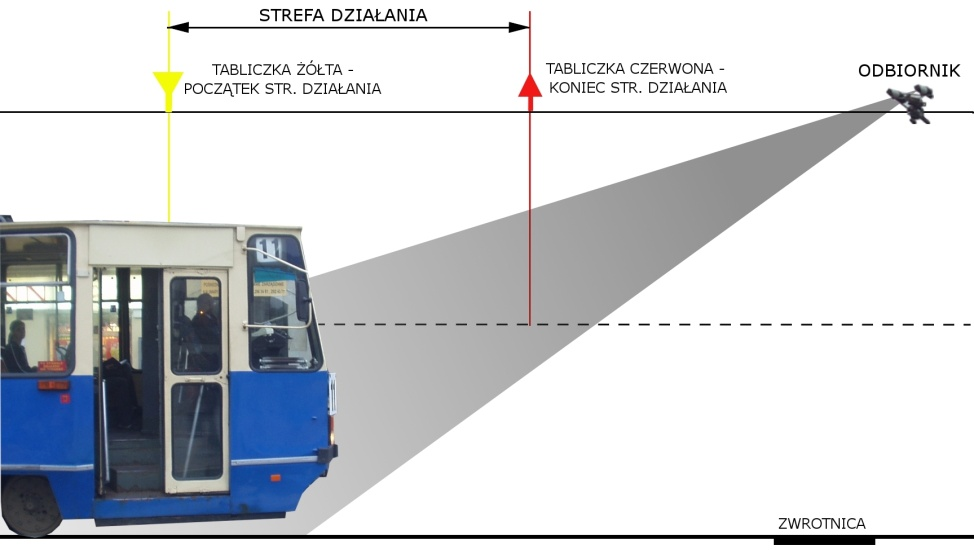 STREFA DZIAŁANIA
TABLICZKA ŻÓŁTA -
POCZĄTEK STR. DZIAŁANIA
TABLICZKA CZERWONA -
KONIEC STR. DZIAŁANIA
ODBIORNIK
11
ZWROTNICA